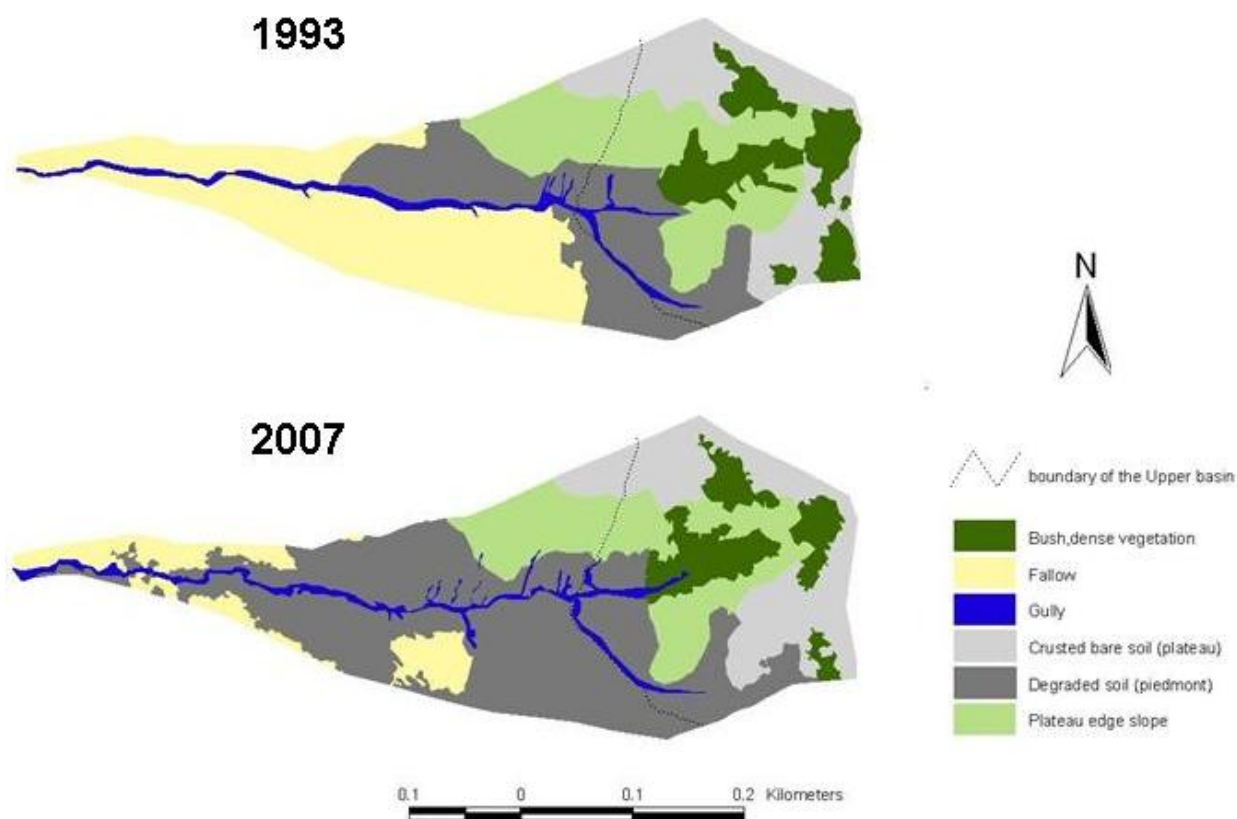 1993
N
2007
boundary of the Upper basin
Bush,dense vegetation
Fallow
Gully
Crusted bare soil (plateau)
Degraded soil (piedmont)
Plateau edge slope
0.1 0 0.1 0.2 Kilometers